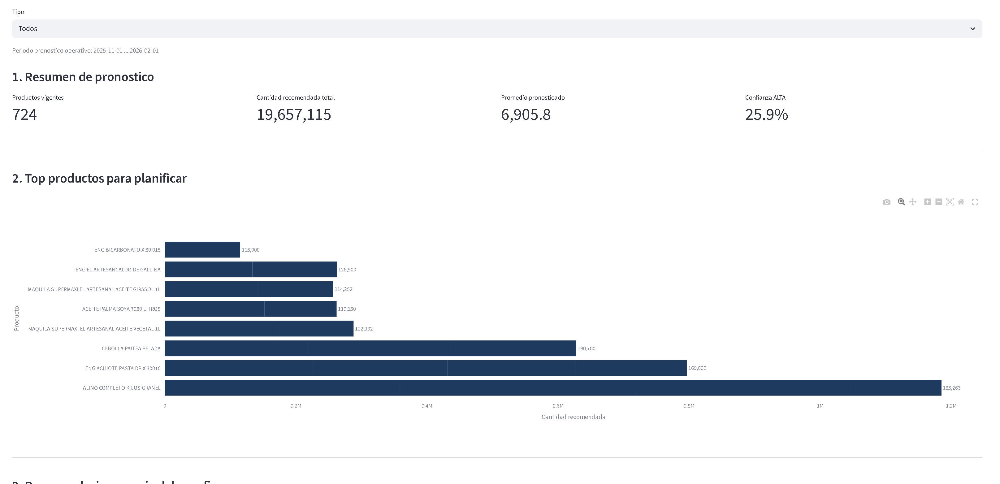 Tipo
Todos
Periodo pronostico operativo: 2025-11-01 ... 2026-02-01
1. Resumen de pronostico
Productos vigentes
724
Cantidad recomendada total
19,657,115
Promedio pronosticado
6,905.8
Confianza ALTA
25.9%
2. Top productos para planificar
Producto
ENG BICARBONATO X 30 015
115,000
ENG EL ARTESANCALDO DE GALLINA
128,900
MAQUILA SUPERMAXI EL ARTESANAL ACEITE GIRASOL 1L
114,252
ACEITE PALMA SOYA 7030 LITROS
110,150
MAQUILA SUPERMAXI EL ARTESANAL ACEITE VEGETAL 1L
122,902
CEBOLLA PAITEA PELADA
190,700
ENG ACHIOTE PASTA DP X 30010
169,600
ALINO COMPLETO KILOS GRANEL
133,263
0 0.2M 0.4M 0.6M 0.8M 1M 1.2M
Cantidad recomendada